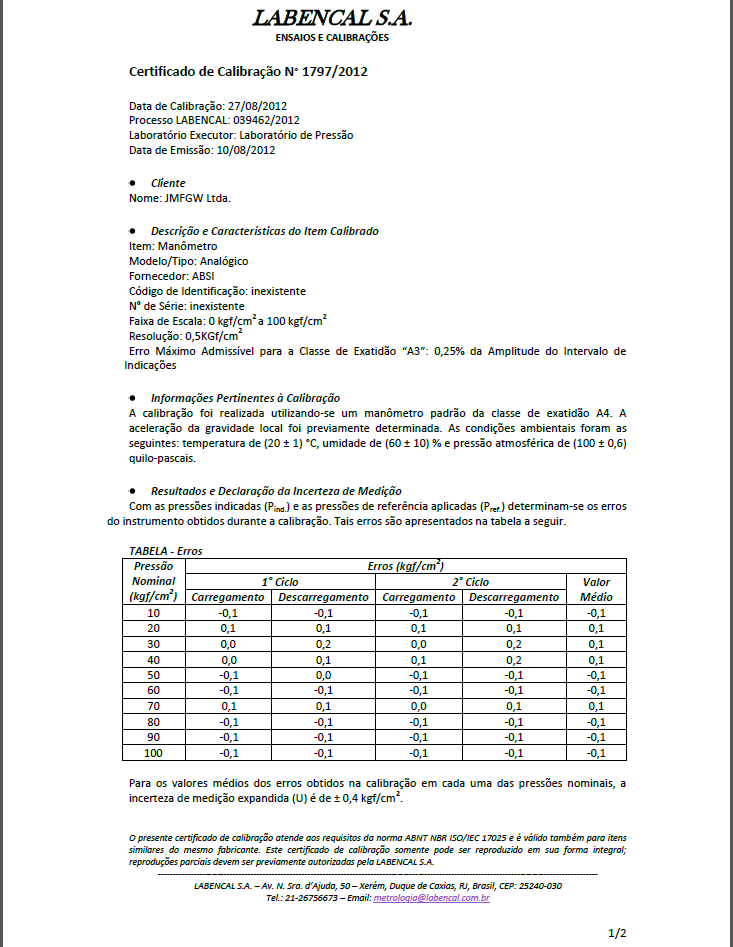 LABENCAL S.A.
ENSAIOS E CALIBRAÇÕES
Certificado de Calibração N° 1797/2012
Data de Calibração: 27/08/2012
Processo LABENCAL: 039462/2012
Laboratório Executor: Laboratório de Pressão
Data de Emissão: 10/08/2012
• Cliente
Nome: JMFGW Ltda.
• Descrição e Características do Item Calibrado
Item: Manômetro
Modelo/Tipo: Analógico
Fornecedor: ABSI
Código de Identificação: inexistente
Nº de Série: inexistente
Faixa de Escala: 0 kgf/cm² a 100 kgf/cm²
Resolução: 0,5KGf/cm²
Erro Máximo Admissível para a Classe de Exatidão “A3”: 0,25% da Amplitude do Intervalo de
Indicações
• Informações Pertinentes à Calibração
A calibração foi realizada utilizando-se um manômetro padrão da classe de exatidão A4. A
aceleração da gravidade local foi previamente determinada. As condições ambientais foram as
seguintes: temperatura de (20 ± 1) °C, umidade de (60 ± 10) % e pressão atmosférica de (100 ± 0,6)
quilo-pascais.
• Resultados e Declaração da Incerteza de Medição
Com as pressões indicadas (Pind.) e as pressões de referência aplicadas (Pref.) determinam-se os erros
do instrumento obtidos durante a calibração. Tais erros são apresentados na tabela a seguir.
TABELA - Erros
Pressão Nominal (kgf/cm²) Erros (kgf/cm²)
1° Ciclo 2° Ciclo Valor Médio
Carregamento Descarregamento Carregamento Descarregamento
10 -0,1 -0,1 -0,1 -0,1 -0,1
20 0,1 0,1 0,1 0,1 0,1
30 0,0 0,2 0,0 0,2 0,1
40 0,0 0,1 0,1 0,2 0,1
50 -0,1 0,0 -0,1 -0,1 -0,1
60 -0,1 -0,1 -0,1 -0,1 -0,1
70 0,1 0,1 0,0 0,1 0,1
80 -0,1 -0,1 -0,1 -0,1 -0,1
90 -0,1 -0,1 -0,1 -0,1 -0,1
100 -0,1 -0,1 -0,1 -0,1 -0,1
Para os valores médios dos erros obtidos na calibração em cada uma das pressões nominais, a
incerteza de medição expandida (U) é de ± 0,4 kgf/cm².
O presente certificado de calibração atende aos requisitos da norma ABNT NBR ISO/IEC 17025 e é válido também para itens
similares do mesmo fabricante. Este certificado de calibração somente pode ser reproduzido em sua forma integral;
reproduções parciais devem ser previamente autorizadas pela LABENCAL S.A.
LABENCAL S.A. – Av. N. Sra. d’Ajuda, 50 – Xerém, Duque de Caxias, RJ, Brasil, CEP: 25240-030
Tel.: 21-26756673 – Email: metrologia@labencal.com.br
1/2